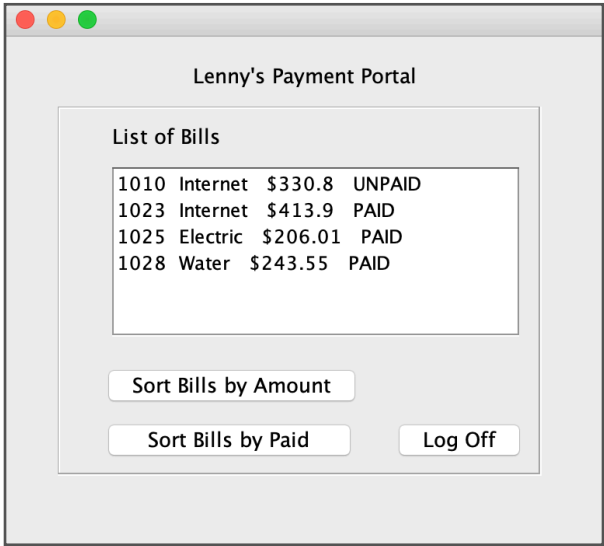 Lenny's Payment Portal
List of Bills
1010 Internet $330.8 UNPAID
1023 Internet $413.9 PAID
1025 Electric $206.01 PAID
1028 Water $243.55 PAID
Sort Bills by Amount
Sort Bills by Paid Log Off